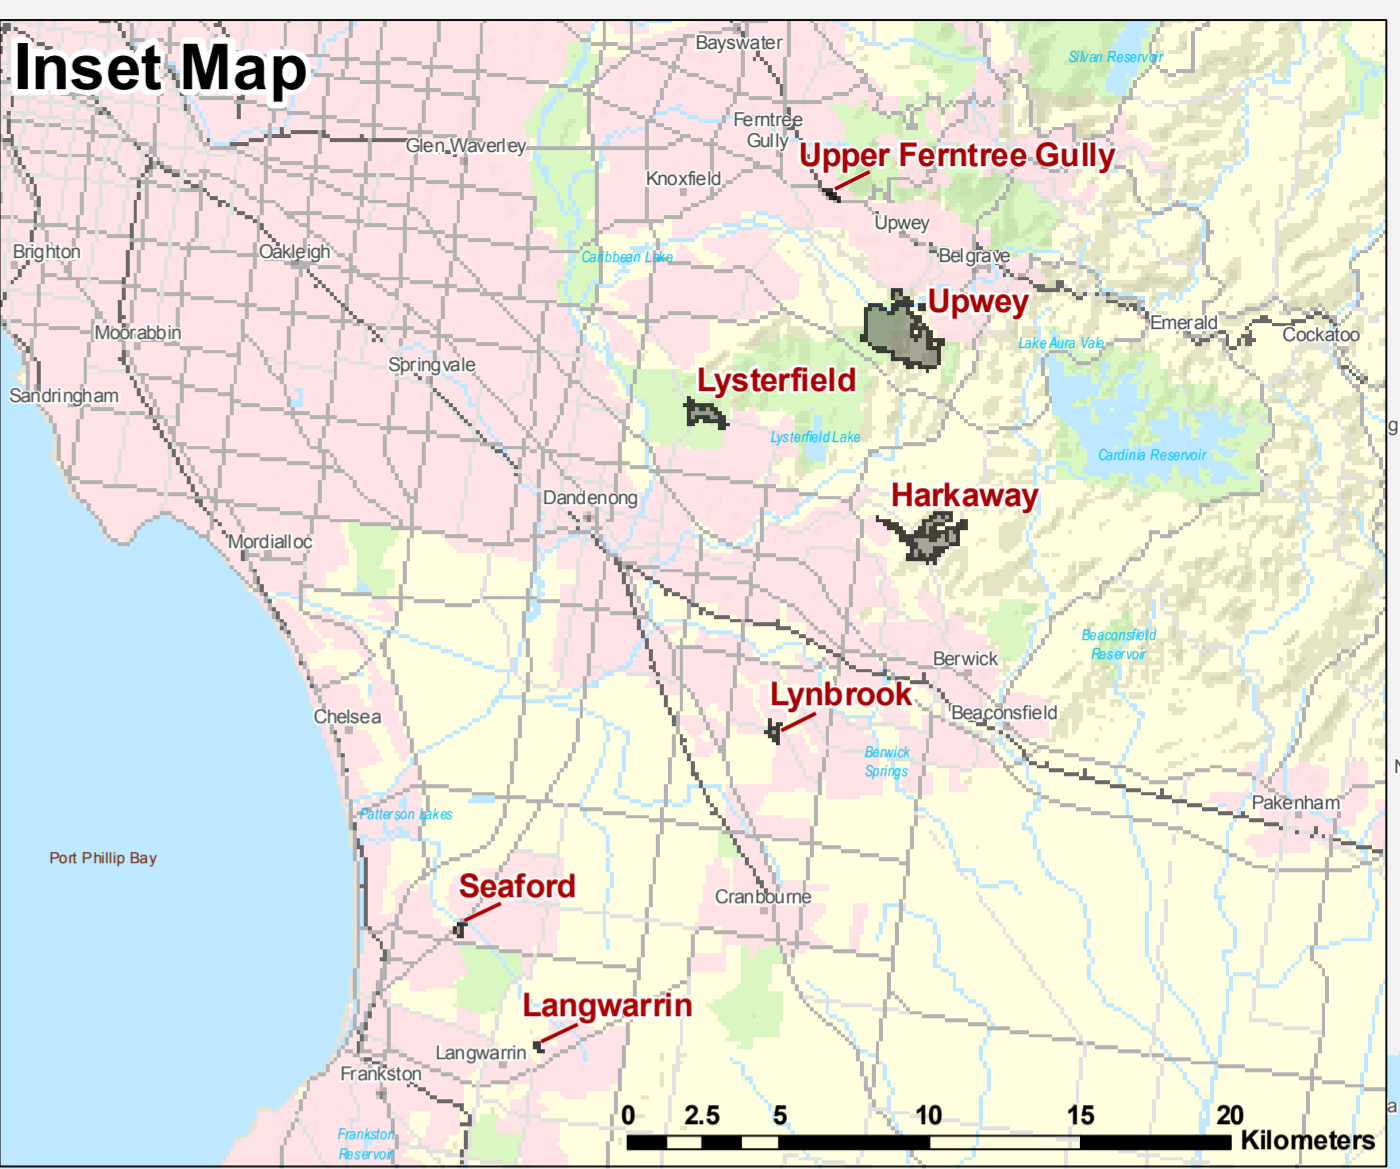 Inset Map
Bayswater
Silvan Reservoir
Ferntree
Gully
Glen Waverley
Upper Ferntree Gully
Knoxfield
Upwey
Brighton
Oakleigh
Caribbean Lake
Belgrave
Upwey
Emerald
Moorabbin
Cockatoo
Lake Aura Vale
Springvale
Lysterfield
Sandringham
Lysterfield Lake
Cardinia Reservoir
Harkaway
Dandenong
Mordialloc
Beaconsfield
Reservoir
Berwick
Lynbrook
Beaconsfield
Chelsea
Berwick
Springs
Pakenham
Patterson Lakes
Port Phillip Bay
Seaford
Cranbourne
Langwarrin
Langwarrin
Frankston
0 2.5 5 10 15 20
Kilometers
Frankston
Reservoir